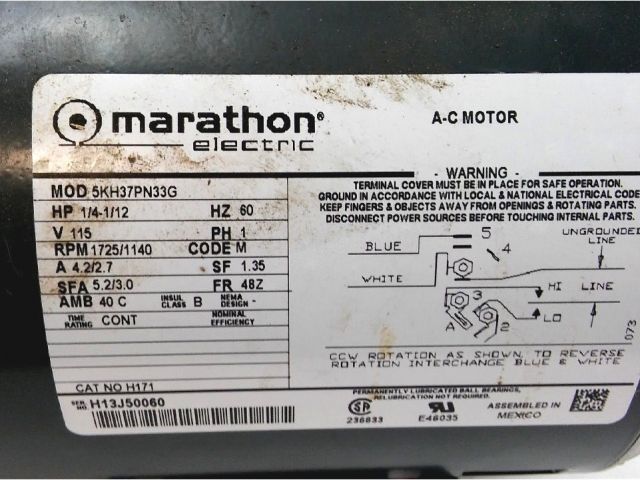 marathon®
electric
A-C MOTOR
MOD 5KH37PN33G
HP 1/4-1/12 HZ 60
V 115 PH 1
RPM 1725/1140 CODE M
A 4.2/2.7 SF 1.35
SFA 5.2/3.0 FR 48Z
AMB 40 C INSUL CLASS B NEMA DESIGN -
TIME RATING CONT NOMINAL EFFICIENCY
CAT NO H171
SER. NO. H13J50060
- WARNING -
TERMINAL COVER MUST BE IN PLACE FOR SAFE OPERATION.
GROUND IN ACCORDANCE WITH LOCAL & NATIONAL ELECTRICAL CODE
KEEP FINGERS & OBJECTS AWAY FROM OPENINGS & ROTATING PARTS.
DISCONNECT POWER SOURCES BEFORE TOUCHING INTERNAL PARTS.
BLUE 5 UNGROUNDED
4 LINE
WHITE
3 HI LINE
A 2 LO
1073
CCW ROTATION AS SHOWN, TO REVERSE
ROTATION INTERCHANGE BLUE & WHITE
PERMANENTLY LUBRICATED BALL BEARINGS,
RELUBRICATION NOT REQUIRED.
SA
236833
E46035
ASSEMBLED IN
MEXICO